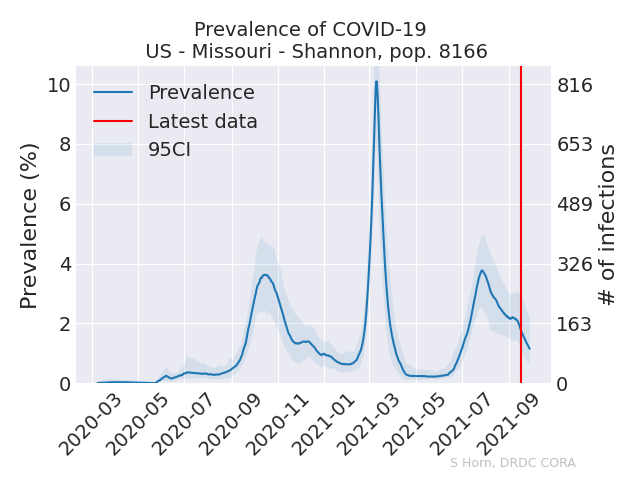 Prevalence of COVID-19
US - Missouri - Shannon, pop. 8166
Prevalence
Latest data
95CI
Prevalence (%)
10
8
6
4
2
0
816
653
489
326
163
0
# of infections
2020-03
2020-05
2020-07
2020-09
2020-11
2021-01
2021-03
2021-05
2021-07
2021-09
S Horn, DRDC CORA